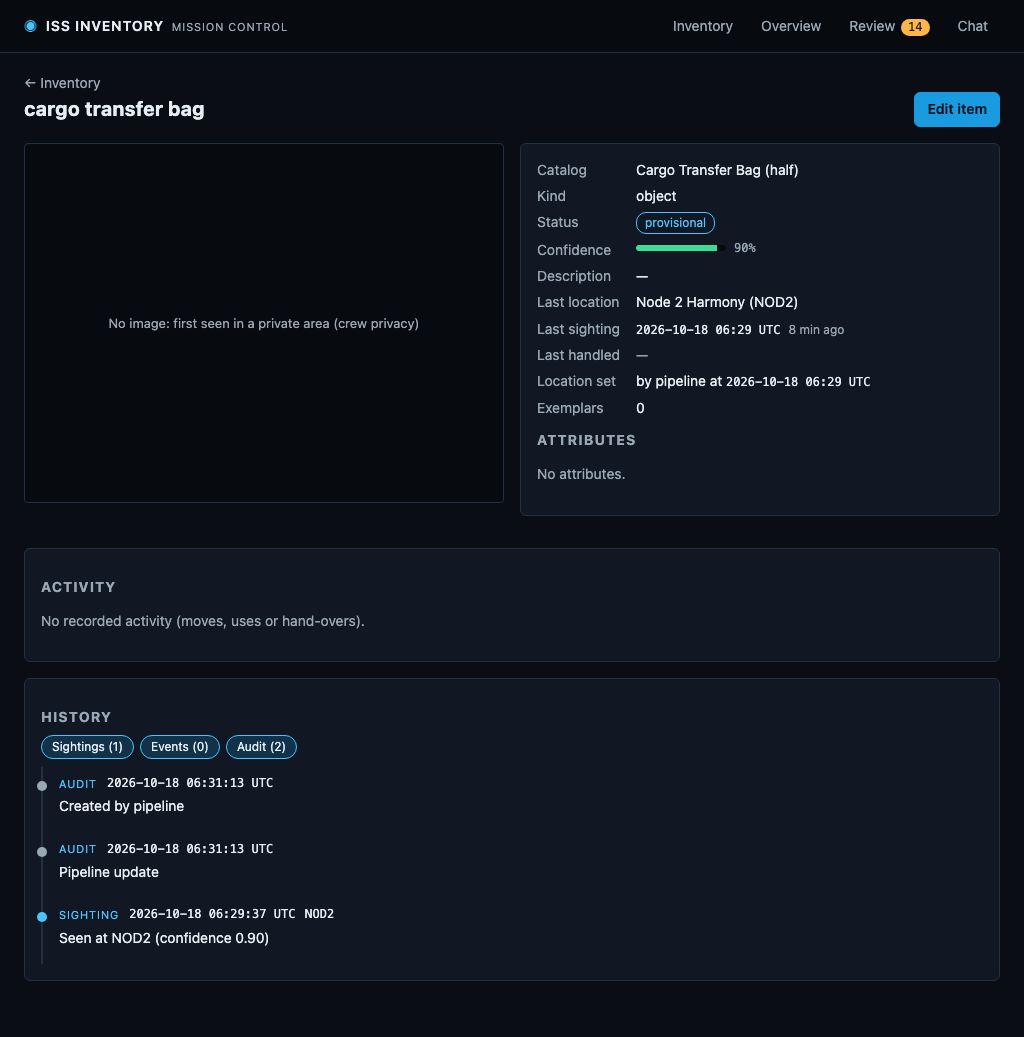 ISS INVENTORY MISSION CONTROL
Inventory Overview Review 14 Chat
← Inventory
cargo transfer bag
Edit item
No image: first seen in a private area (crew privacy)
Catalog Cargo Transfer Bag (half)
Kind object
Status provisional
Confidence 90%
Description —
Last location Node 2 Harmony (NOD2)
Last sighting 2026-10-18 06:29 UTC 8 min ago
Last handled —
Location set by pipeline at 2026-10-18 06:29 UTC
Exemplars 0
ATTRIBUTES
No attributes.
ACTIVITY
No recorded activity (moves, uses or hand-overs).
HISTORY
Sightings (1) Events (0) Audit (2)
AUDIT 2026-10-18 06:31:13 UTC
Created by pipeline
AUDIT 2026-10-18 06:31:13 UTC
Pipeline update
SIGHTING 2026-10-18 06:29:37 UTC NOD2
Seen at NOD2 (confidence 0.90)